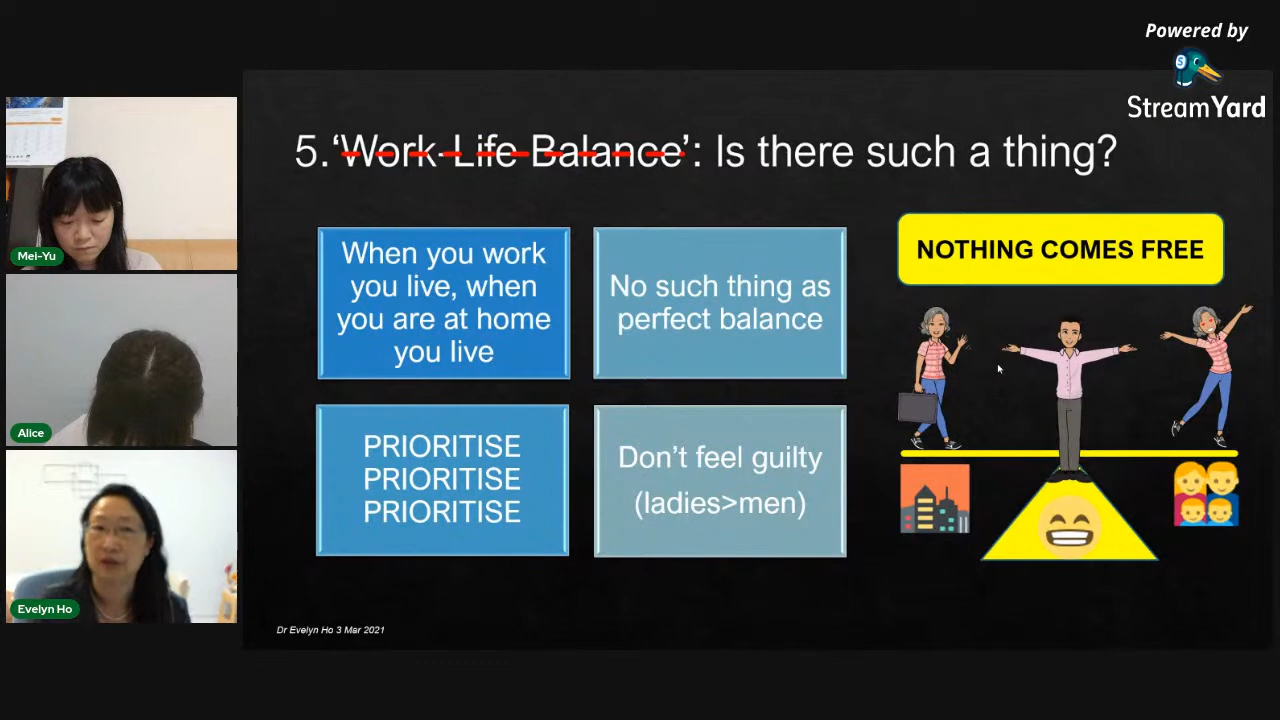 Powered by
StreamYard
5.‘Work-Life Balance’: Is there such a thing?
When you work
you live, when
you are at home
you live
No such thing as
perfect balance
NOTHING COMES FREE
PRIORITISE
PRIORITISE
PRIORITISE
Don’t feel guilty
(ladies>men)
Dr Evelyn Ho 3 Mar 2021
Mei-Yu
Alice
Evelyn Ho